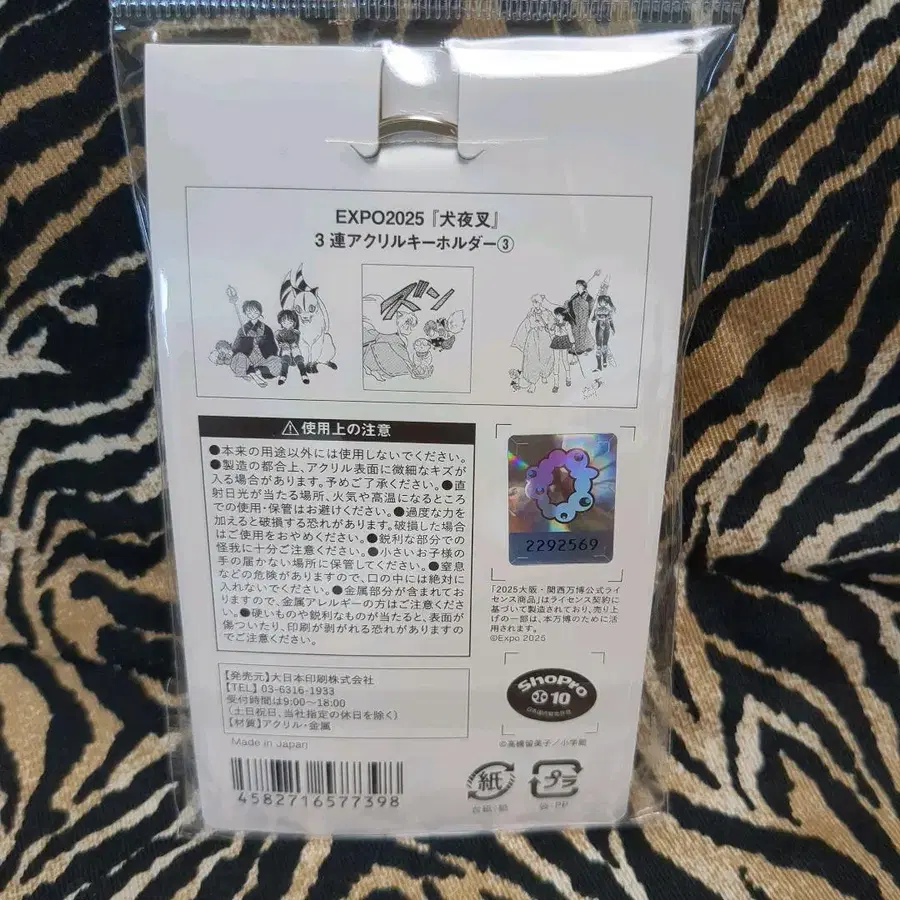 EXPO2025『犬夜叉』
3連アクリルキーホルダー③
ズン
⚠使用上の注意
●本来の用途以外には使用しないでください。
●製造の都合上、アクリル表面に微細なキズが
入る場合があります。予めご了承ください。●直
射日光が当たる場所、火気や高温になるところ
での使用・保管はお避けください。●過度な力を
加えると破損する恐れがあります。破損した場合
はご使用をおやめください。●鋭利な部分での
怪我に十分ご注意ください。●小さいお子様の
手の届かない場所に保管してください。●窒息
などの危険がありますので、口の中には絶対に
入れないでください。●金属部分が含まれてお
りますので、金属アレルギーの方はご注意くださ
い。●硬いものや鋭利なものが当たると、表面が
傷ついたり、印刷が剥がれる恐れがありますの
でご注意ください。
2292569
「2025大阪・関西万博公式ライ
センス商品」はライセンス契約に
基づいて製造されており、売り上
げの一部は、本万博のために活
用されます。
©Expo 2025
【発売元】大日本印刷株式会社
【TEL】03-6316-1933
受付時間は9:00〜18:00
(土日祝日、当社指定の休日を除く)
【材質】アクリル・金属
Made in Japan
ShoPro
10
©高橋留美子／小学館
4582716577398
紙
台紙:紙
プラ
袋:PP